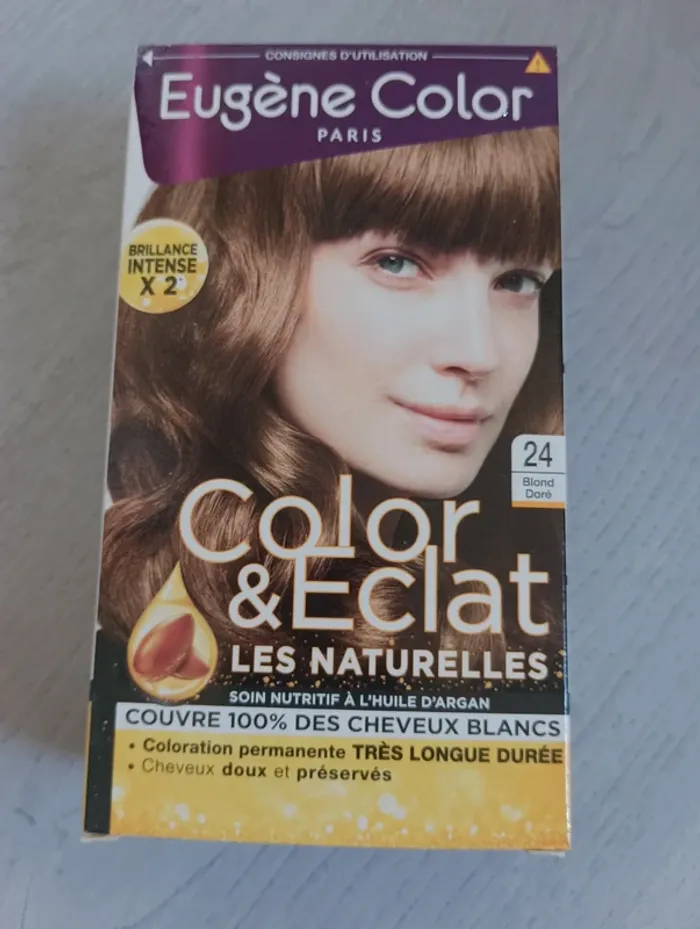 CONSIGNES D'UTILISATION
Eugène Color
PARIS
BRILLANCE
INTENSE
X 2*
24
Blond
Doré
Color
&Eclat
LES NATURELLES
SOIN NUTRITIF À L'HUILE D'ARGAN
COUVRE 100% DES CHEVEUX BLANCS
• Coloration permanente TRÈS LONGUE DURÉE
• Cheveux doux et préservés